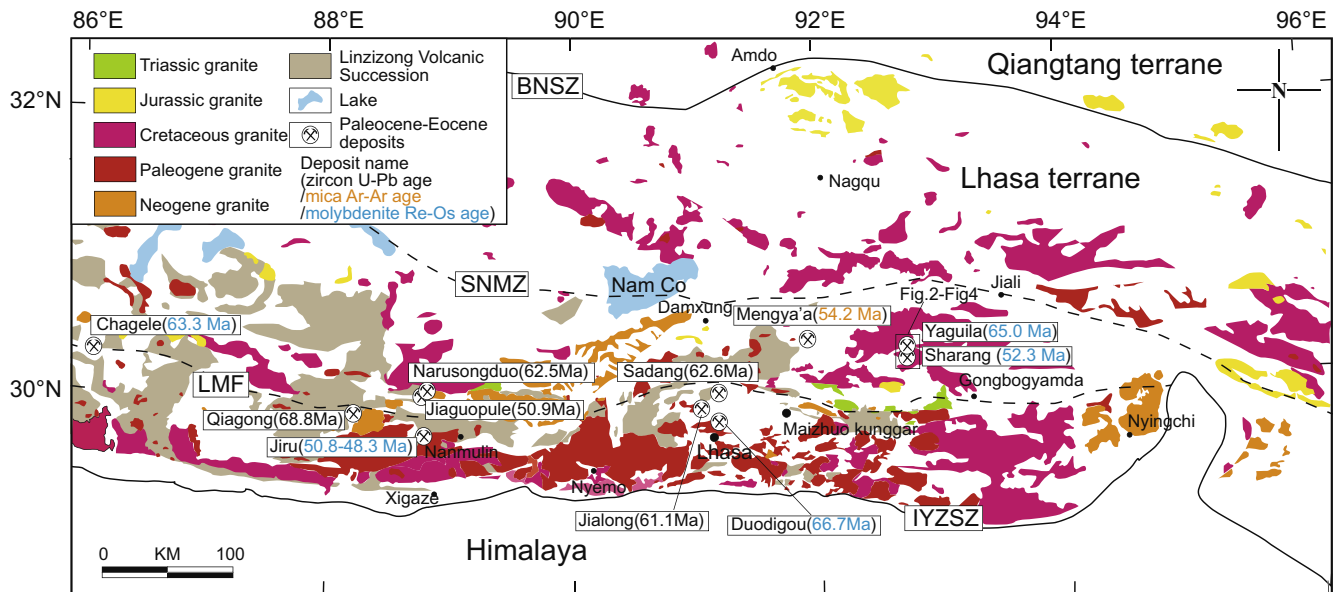 86°E 88°E 90°E 92°E 94°E 96°E
32°N
30°N
Triassic granite
Jurassic granite
Cretaceous granite
Paleogene granite
Neogene granite
Linzizong Volcanic
Succession
Lake
Paleocene-Eocene
deposits
Deposit name
(zircon U-Pb age
/mica Ar-Ar age
/molybdenite Re-Os age)
BNSZ
Amdo
Qiangtang terrane
N
Nagqu
Lhasa terrane
SNMZ
Nam Co
Damxung
Fig.2-Fig4
Jiali
Mengya'a(54.2 Ma)
Chagele(63.3 Ma)
Yaguila(65.0 Ma)
Sharang (52.3 Ma)
LMF
Narusongduo(62.5Ma)
Sadang(62.6Ma)
Gongbogyamda
Jiaguopule(50.9Ma)
Qiagong(68.8Ma)
Maizhuo kunggar
Nyingchi
Jiru(50.8-48.3 Ma)
Nanmulin
Lhasa
Nyemo
Xigaze
Jialong(61.1Ma)
Duodigou(66.7Ma)
IYZSZ
Himalaya
0 KM 100